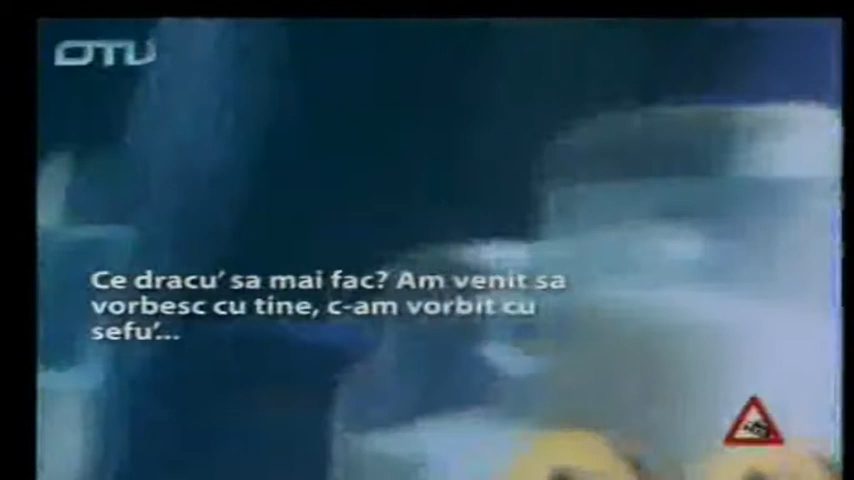 OTV
Ce dracu' sa mai fac? Am venit sa
vorbesc cu tine, c-am vorbit cu
sefu'...